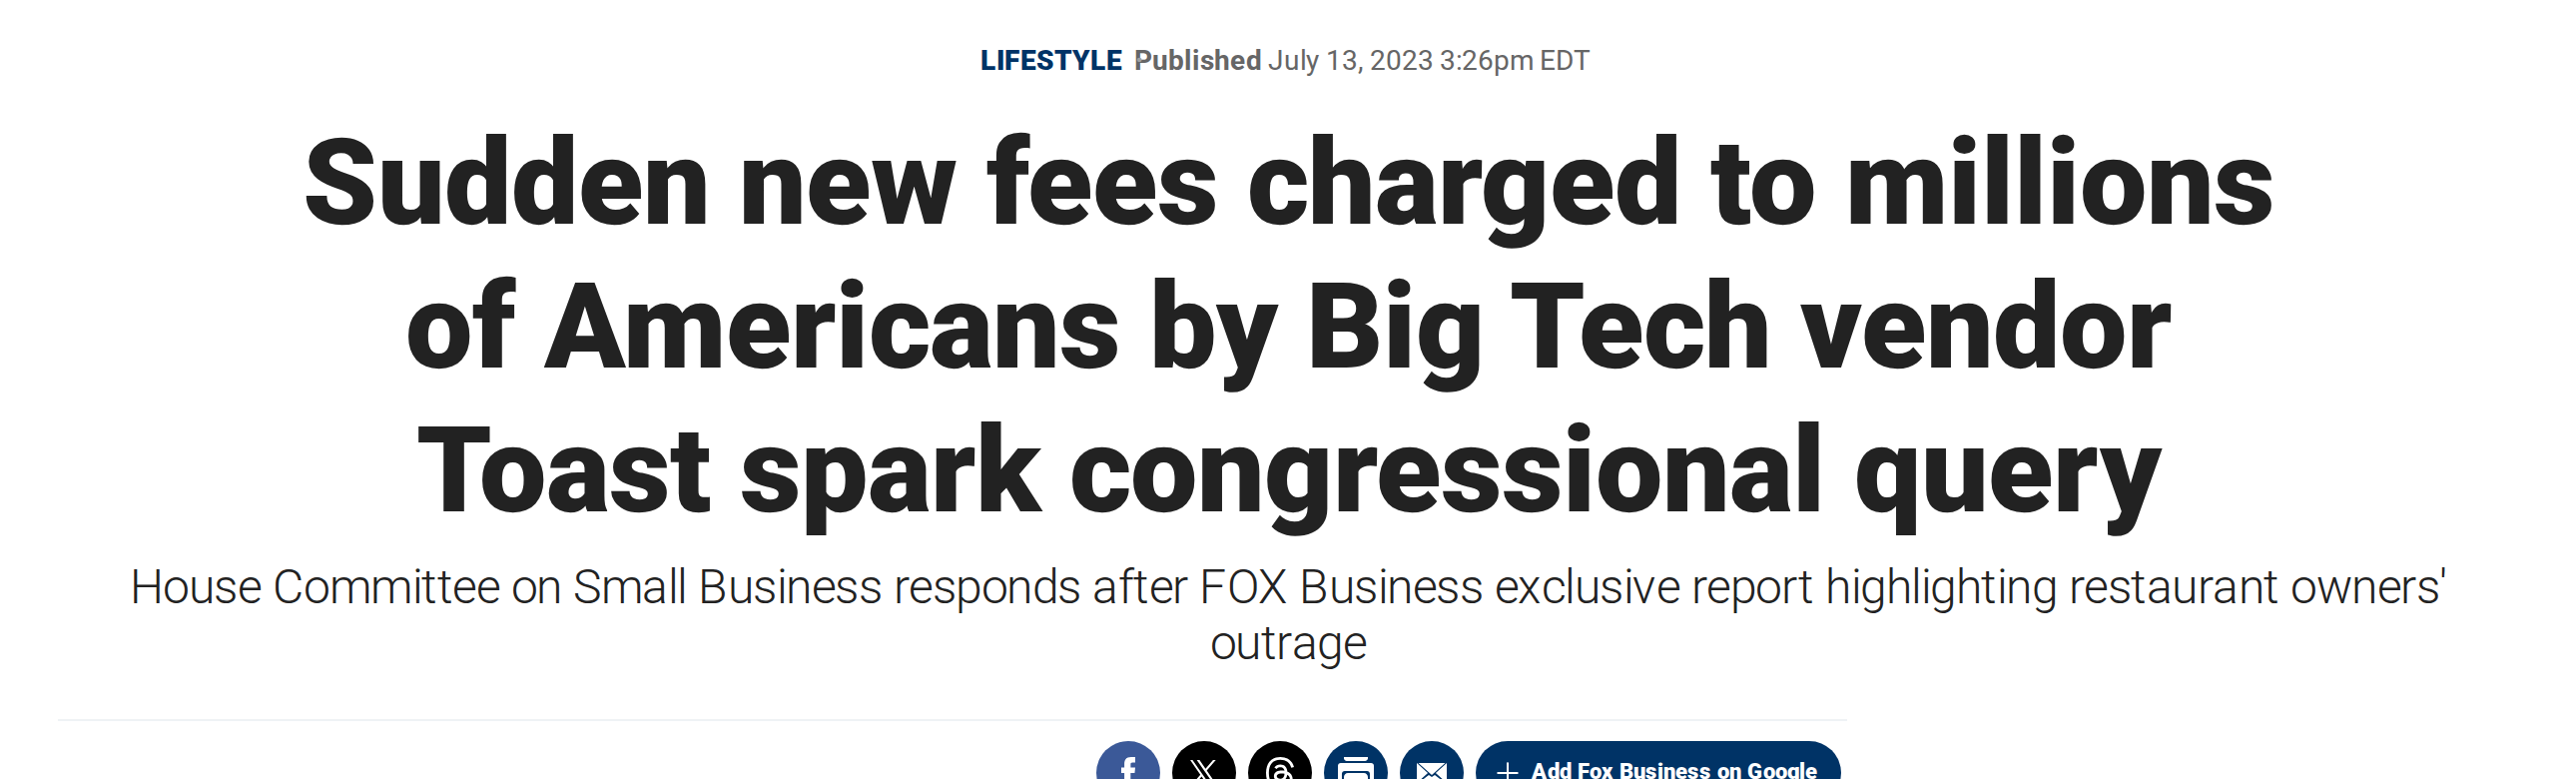 LIFESTYLE Published July 13, 2023 3:26pm EDT
Sudden new fees charged to millions
of Americans by Big Tech vendor
Toast spark congressional query
House Committee on Small Business responds after FOX Business exclusive report highlighting restaurant owners'
outrage
Add Fox Business on Google